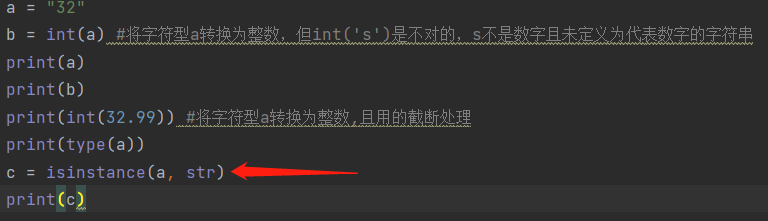 a = "32"
b = int(a) #将字符型a转换为整数，但int('s')是不对的，s不是数字且未定义为代表数字的字符串
print(a)
print(b)
print(int(32.99)) #将字符型a转换为整数,且用的截断处理
print(type(a))
c = isinstance(a, str)
print(c)